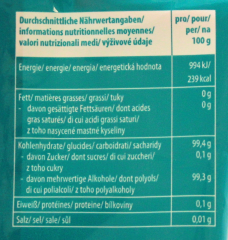 Durchschnittliche Nährwertangaben/ pro/ pour/
informations nutritionnelles moyennes/ per/ na
valori nutrizionali medi/ výživové údaje 100 g
Energie/ energie/ energia/ energetická hodnota 994 kJ/
239 kcal
Fett/ matières grasses/ grassi/ tuky 0 g
- davon gesättigte Fettsäuren/ dont acides 0 g
gras saturés/ di cui acidi grassi saturi/
z toho nasycené mastné kyseliny
Kohlenhydrate/ glucides/ carboidrati/ sacharidy 99,4 g
- davon Zucker/ dont sucres/ di cui zuccheri/ 0,1 g
z toho cukry
- davon mehrwertige Alkohole/ dont polyols/ 99,3 g
di cui polialcoli/ z toho polyalkoholy
Eiweiß/ protéines/ proteine/ bílkoviny 0,1 g
Salz/ sel/ sale/ sůl 0,01 g